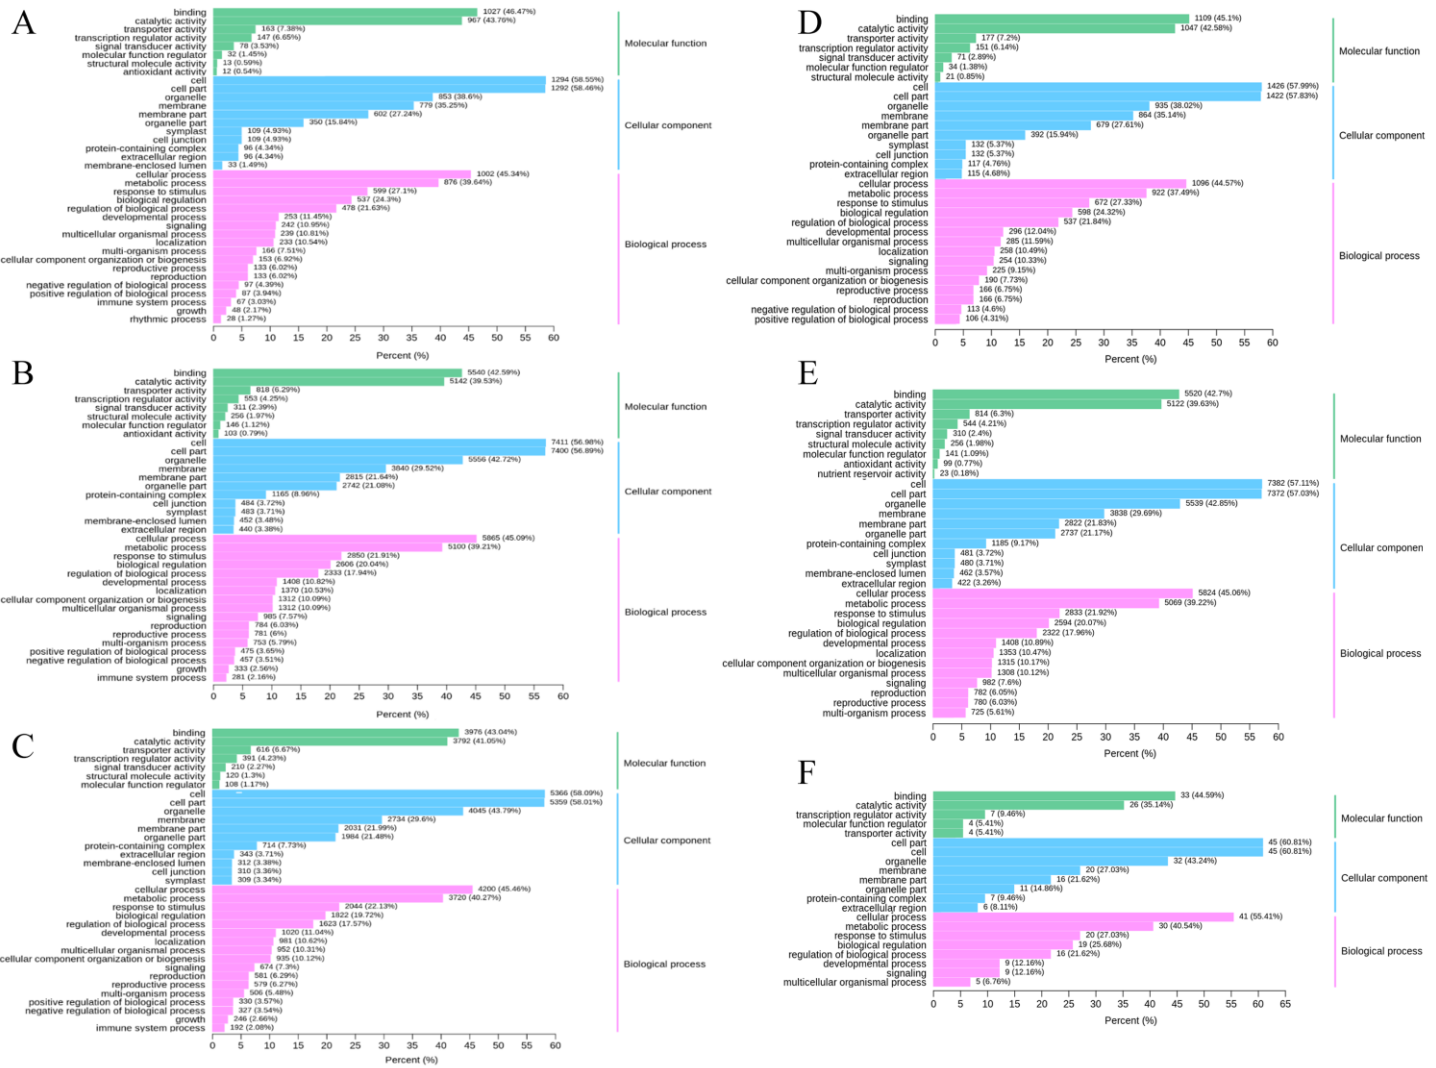 A
binding 1027 (46.47%)
catalytic activity 967 (43.76%)
transporter activity 163 (7.38%)
transcription regulator activity 147 (6.65%)
signal transducer activity 78 (3.53%)
molecular function regulator 32 (1.45%)
structural molecule activity 13 (0.59%)
antioxidant activity 12 (0.54%)
Molecular function
cell 1294 (58.55%)
cell part 1292 (58.46%)
organelle 853 (38.6%)
membrane 779 (35.25%)
membrane part 602 (27.24%)
organelle part 350 (15.84%)
symplast 109 (4.93%)
cell junction 109 (4.93%)
protein-containing complex 96 (4.34%)
extracellular region 96 (4.34%)
membrane-enclosed lumen 33 (1.49%)
Cellular component
cellular process 1002 (45.34%)
metabolic process 876 (39.64%)
response to stimulus 599 (27.1%)
biological regulation 537 (24.3%)
regulation of biological process 478 (21.63%)
developmental process 253 (11.45%)
signaling 242 (10.95%)
multicellular organismal process 239 (10.81%)
localization 233 (10.54%)
multi-organism process 166 (7.51%)
cellular component organization or biogenesis 153 (6.92%)
reproductive process 133 (6.02%)
reproduction 133 (6.02%)
negative regulation of biological process 97 (4.39%)
positive regulation of biological process 87 (3.94%)
immune system process 67 (3.03%)
growth 48 (2.17%)
rhythmic process 28 (1.27%)
Biological process
0 5 10 15 20 25 30 35 40 45 50 55 60
Percent (%)
B
binding 5540 (42.59%)
catalytic activity 5142 (39.53%)
transporter activity 818 (6.29%)
transcription regulator activity 553 (4.25%)
signal transducer activity 311 (2.39%)
structural molecule activity 256 (1.97%)
molecular function regulator 146 (1.12%)
antioxidant activity 103 (0.79%)
Molecular function
cell 7411 (56.98%)
cell part 7400 (56.89%)
organelle 5556 (42.72%)
membrane 3840 (29.52%)
membrane part 2815 (21.64%)
organelle part 2742 (21.08%)
protein-containing complex 1165 (8.96%)
cell junction 484 (3.72%)
symplast 483 (3.71%)
membrane-enclosed lumen 452 (3.48%)
extracellular region 440 (3.38%)
Cellular component
cellular process 5865 (45.09%)
metabolic process 5100 (39.21%)
response to stimulus 2850 (21.91%)
biological regulation 2606 (20.04%)
regulation of biological process 2333 (17.94%)
developmental process 1408 (10.82%)
localization 1370 (10.53%)
cellular component organization or biogenesis 1312 (10.09%)
multicellular organismal process 1312 (10.09%)
signaling 985 (7.57%)
reproduction 784 (6.03%)
reproductive process 781 (6%)
multi-organism process 753 (5.79%)
positive regulation of biological process 475 (3.65%)
negative regulation of biological process 457 (3.51%)
growth 333 (2.56%)
immune system process 281 (2.16%)
Biological process
0 5 10 15 20 25 30 35 40 45 50 55 60
Percent (%)
C
binding 3976 (43.04%)
catalytic activity 3792 (41.05%)
transporter activity 616 (6.67%)
transcription regulator activity 391 (4.23%)
signal transducer activity 210 (2.27%)
structural molecule activity 120 (1.3%)
molecular function regulator 108 (1.17%)
Molecular function
cell 5366 (58.09%)
cell part 5359 (58.01%)
organelle 4045 (43.79%)
membrane 2734 (29.6%)
membrane part 2031 (21.99%)
organelle part 1984 (21.48%)
protein-containing complex 714 (7.73%)
extracellular region 343 (3.71%)
membrane-enclosed lumen 312 (3.38%)
cell junction 310 (3.36%)
symplast 309 (3.34%)
Cellular component
cellular process 4200 (45.46%)
metabolic process 3720 (40.27%)
response to stimulus 2044 (22.13%)
biological regulation 1822 (19.72%)
regulation of biological process 1623 (17.57%)
developmental process 1020 (11.04%)
localization 981 (10.62%)
multicellular organismal process 952 (10.31%)
cellular component organization or biogenesis 935 (10.12%)
signaling 674 (7.3%)
reproduction 581 (6.29%)
reproductive process 579 (6.27%)
multi-organism process 506 (5.48%)
positive regulation of biological process 330 (3.57%)
negative regulation of biological process 327 (3.54%)
growth 246 (2.66%)
immune system process 192 (2.08%)
Biological process
0 5 10 15 20 25 30 35 40 45 50 55 60
Percent (%)
D
binding 1109 (45.1%)
catalytic activity 1047 (42.58%)
transporter activity 177 (7.2%)
transcription regulator activity 151 (6.14%)
signal transducer activity 71 (2.89%)
molecular function regulator 34 (1.38%)
structural molecule activity 21 (0.85%)
Molecular function
cell 1426 (57.99%)
cell part 1422 (57.83%)
organelle 935 (38.02%)
membrane 864 (35.14%)
membrane part 679 (27.61%)
organelle part 392 (15.94%)
symplast 132 (5.37%)
cell junction 132 (5.37%)
protein-containing complex 117 (4.76%)
extracellular region 115 (4.68%)
Cellular component
cellular process 1096 (44.57%)
metabolic process 922 (37.49%)
response to stimulus 672 (27.33%)
biological regulation 598 (24.32%)
regulation of biological process 537 (21.84%)
developmental process 296 (12.04%)
multicellular organismal process 285 (11.59%)
localization 258 (10.49%)
signaling 254 (10.33%)
multi-organism process 225 (9.15%)
cellular component organization or biogenesis 190 (7.73%)
reproductive process 166 (6.75%)
reproduction 166 (6.75%)
negative regulation of biological process 113 (4.6%)
positive regulation of biological process 106 (4.31%)
Biological process
0 5 10 15 20 25 30 35 40 45 50 55 60
Percent (%)
E
binding 5520 (42.7%)
catalytic activity 5122 (39.63%)
transporter activity 814 (6.3%)
transcription regulator activity 544 (4.21%)
signal transducer activity 310 (2.4%)
structural molecule activity 256 (1.98%)
molecular function regulator 141 (1.09%)
antioxidant activity 99 (0.77%)
nutrient reservoir activity 23 (0.18%)
Molecular function
cell 7382 (57.11%)
cell part 7372 (57.03%)
organelle 5539 (42.85%)
membrane 3838 (29.69%)
membrane part 2822 (21.83%)
organelle part 2737 (21.17%)
protein-containing complex 1185 (9.17%)
cell junction 481 (3.72%)
symplast 480 (3.71%)
membrane-enclosed lumen 462 (3.57%)
extracellular region 422 (3.26%)
Cellular componen
cellular process 5824 (45.06%)
metabolic process 5069 (39.22%)
response to stimulus 2833 (21.92%)
biological regulation 2594 (20.07%)
regulation of biological process 2322 (17.96%)
developmental process 1408 (10.89%)
localization 1353 (10.47%)
cellular component organization or biogenesis 1315 (10.17%)
multicellular organismal process 1308 (10.12%)
signaling 982 (7.6%)
reproduction 782 (6.05%)
reproductive process 780 (6.03%)
multi-organism process 725 (5.61%)
Biological process
0 5 10 15 20 25 30 35 40 45 50 55 60
Percent (%)
F
binding 33 (44.59%)
catalytic activity 26 (35.14%)
transcription regulator activity 7 (9.46%)
molecular function regulator 4 (5.41%)
transporter activity 4 (5.41%)
Molecular function
cell part 45 (60.81%)
cell 45 (60.81%)
organelle 32 (43.24%)
membrane 20 (27.03%)
membrane part 16 (21.62%)
organelle part 11 (14.86%)
protein-containing complex 7 (9.46%)
extracellular region 6 (8.11%)
Cellular component
cellular process 41 (55.41%)
metabolic process 30 (40.54%)
response to stimulus 20 (27.03%)
biological regulation 19 (25.68%)
regulation of biological process 16 (21.62%)
developmental process 9 (12.16%)
signaling 9 (12.16%)
multicellular organismal process 5 (6.76%)
Biological process
0 5 10 15 20 25 30 35 40 45 50 55 60 65
Percent (%)